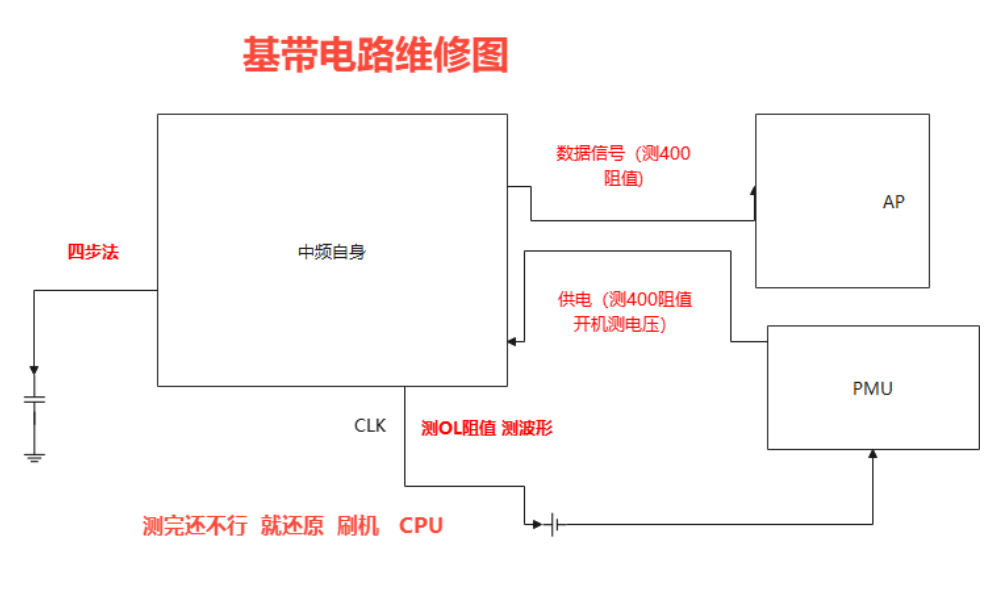 基带电路维修图
数据信号（测400
阻值）
AP
四步法
中频自身
供电（测400阻值
开机测电压）
PMU
CLK
测OL阻值 测波形
测完还不行 就还原 刷机 CPU